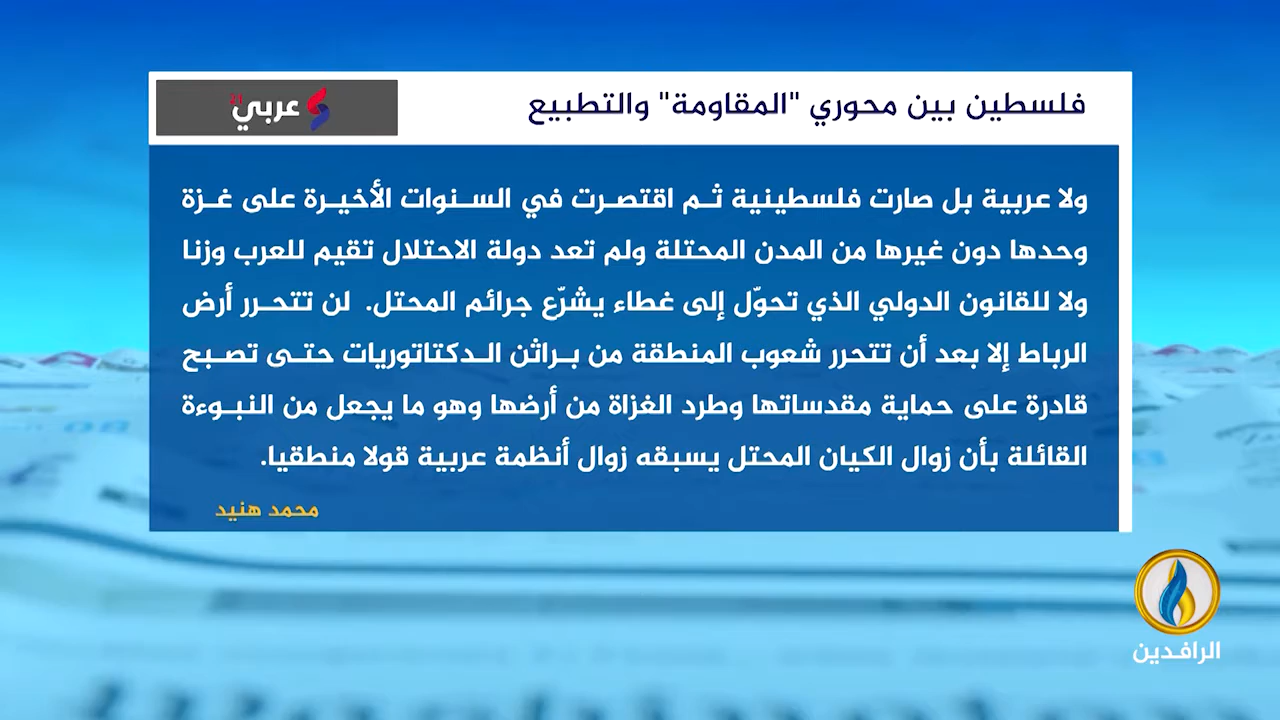 فلسطين بين محوري "المقاومة" والتطبيع
عربي21
ولا عربية بل صارت فلسطينية ثم اقتصرت في السنوات الأخيرة على غزة
وحدها دون غيرها من المدن المحتلة ولم تعد دولة الاحتلال تقيم للعرب وزنا
ولا للقانون الدولي الذي تحوّل إلى غطاء يشرّع جرائم المحتل. لن تتحرر أرض
الرباط إلا بعد أن تتحرر شعوب المنطقة من براثن الدكتاتوريات حتى تصبح
قادرة على حماية مقدساتها وطرد الغزاة من أرضها وهو ما يجعل من النبوءة
القائلة بأن زوال الكيان المحتل يسبقه زوال أنظمة عربية قولا منطقيا.
محمد هنيد
الرافدين